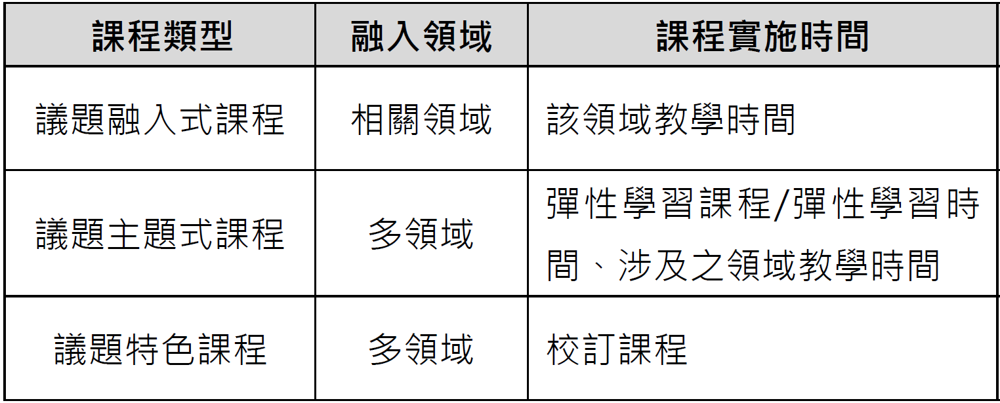 課程類型 融入領域 課程實施時間
議題融入式課程 相關領域 該領域教學時間
議題主題式課程 多領域 彈性學習課程/彈性學習時
間、涉及之領域教學時間
議題特色課程 多領域 校訂課程